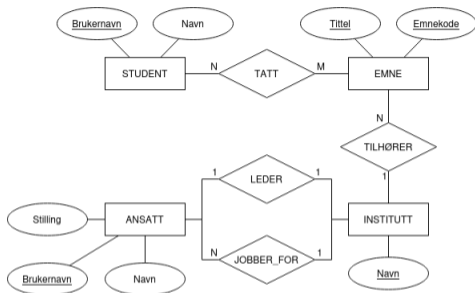 Brukernavn
Navn
Tittel
Emnekode
STUDENT
N
TATT
M
EMNE
N
TILHØRER
1
1
LEDER
1
Stilling
ANSATT
INSTITUTT
N
JOBBER_FOR
1
Brukernavn
Navn
Navn